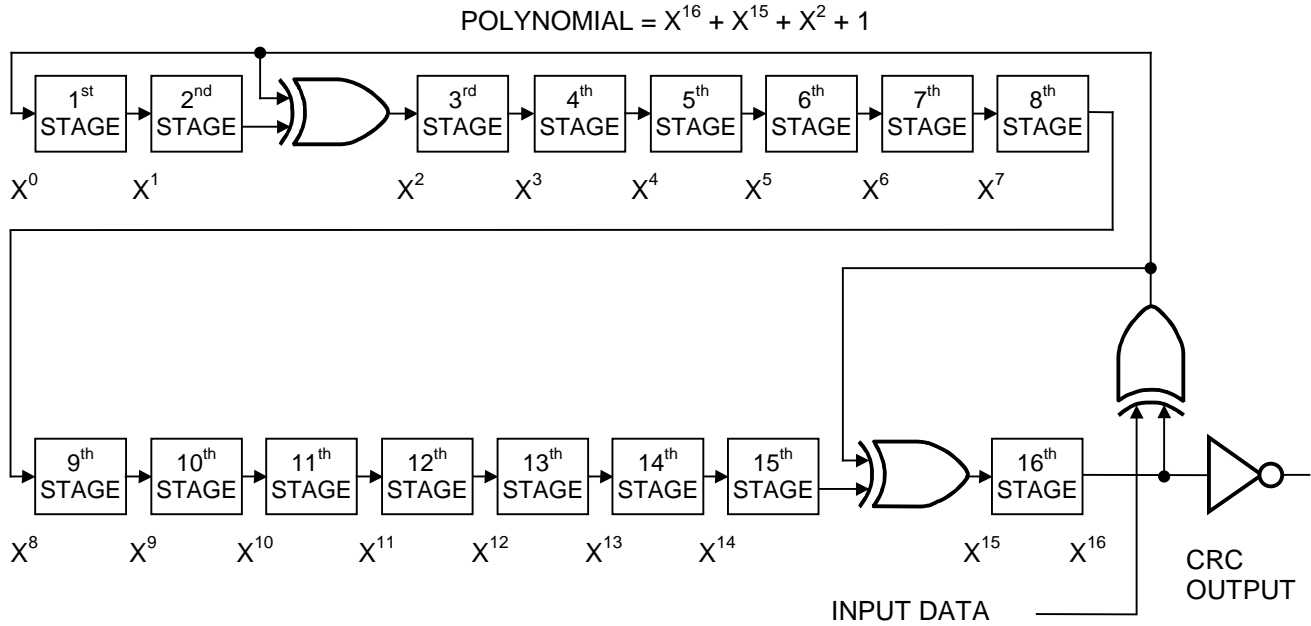 POLYNOMIAL = X¹⁶ + X¹⁵ + X² + 1
1ˢᵗ STAGE
2ⁿᵈ STAGE
3ʳᵈ STAGE
4ᵗʰ STAGE
5ᵗʰ STAGE
6ᵗʰ STAGE
7ᵗʰ STAGE
8ᵗʰ STAGE
X⁰ X¹ X² X³ X⁴ X⁵ X⁶ X⁷
9ᵗʰ STAGE
10ᵗʰ STAGE
11ᵗʰ STAGE
12ᵗʰ STAGE
13ᵗʰ STAGE
14ᵗʰ STAGE
15ᵗʰ STAGE
16ᵗʰ STAGE
X⁸ X⁹ X¹⁰ X¹¹ X¹² X¹³ X¹⁴ X¹⁵ X¹⁶
CRC
OUTPUT
INPUT DATA